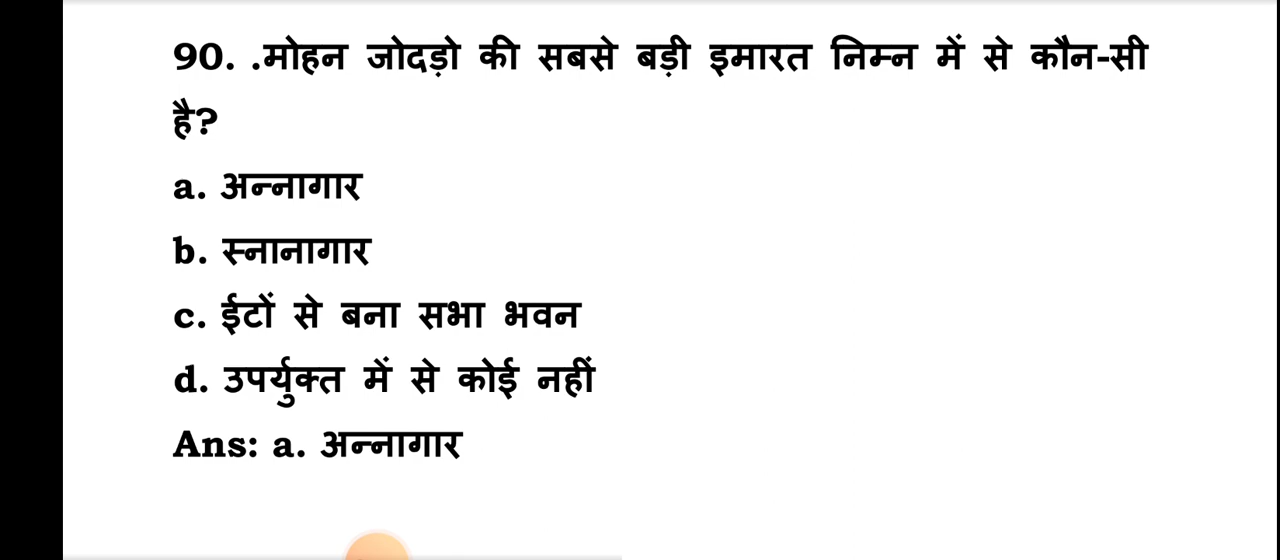 90. .मोहन जोदड़ो की सबसे बड़ी इमारत निम्न में से कौन-सी
है?
a. अन्नागार
b. स्नानागार
c. ईटों से बना सभा भवन
d. उपर्युक्त में से कोई नहीं
Ans: a. अन्नागार